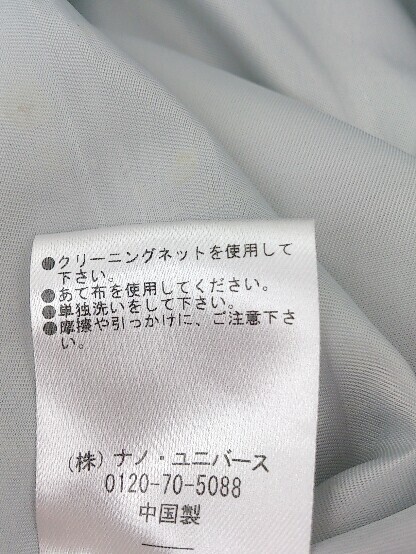 ●クリーニングネットを使用して
下さい。
●あて布を使用してください。
●単独洗いをして下さい。
●摩擦や引っかけに、ご注意下さ
い。
（株）ナノ・ユニバース
0120-70-5088
中国製